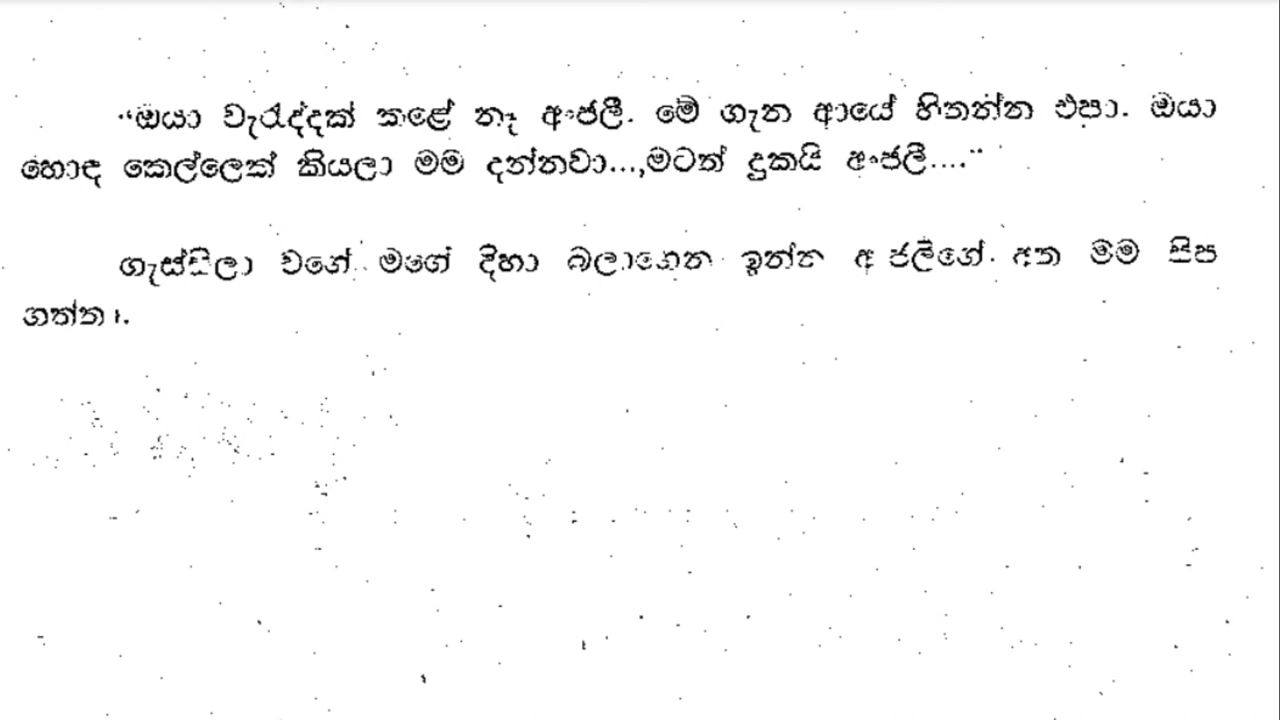 “ඔයා වැරැද්දක් කළේ නෑ අංජලී. මේ ගැන ආයේ හිතන්න එපා. ඔයා
හොඳ කෙල්ලෙක් කියලා මම දන්නවා...,මටත් දුකයි අංජලී....”
ගැස්සිලා වගේ මගේ දිහා බලාගෙන ඉන්න අංජලීගේ අත මම සිප
ගත්තා.